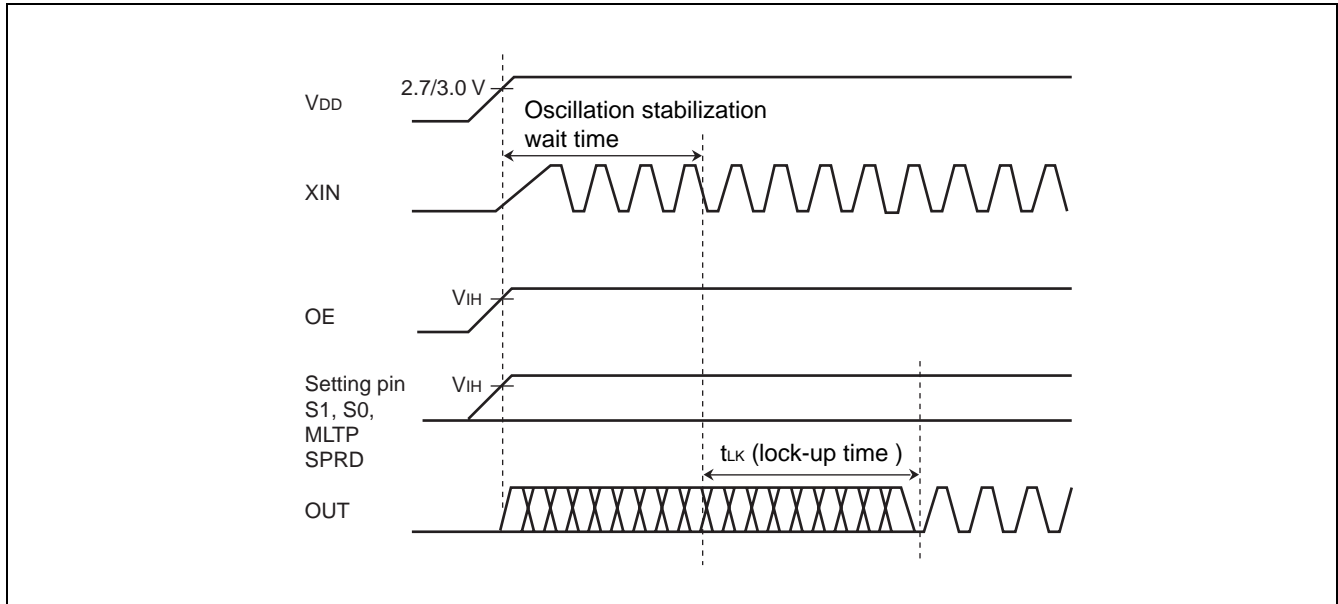 2.7/3.0 V
VDD
Oscillation stabilization
wait time
XIN
VIH
OE
Setting pin
S1, S0,
MLTP
SPRD
VIH
tLK (lock-up time )
OUT